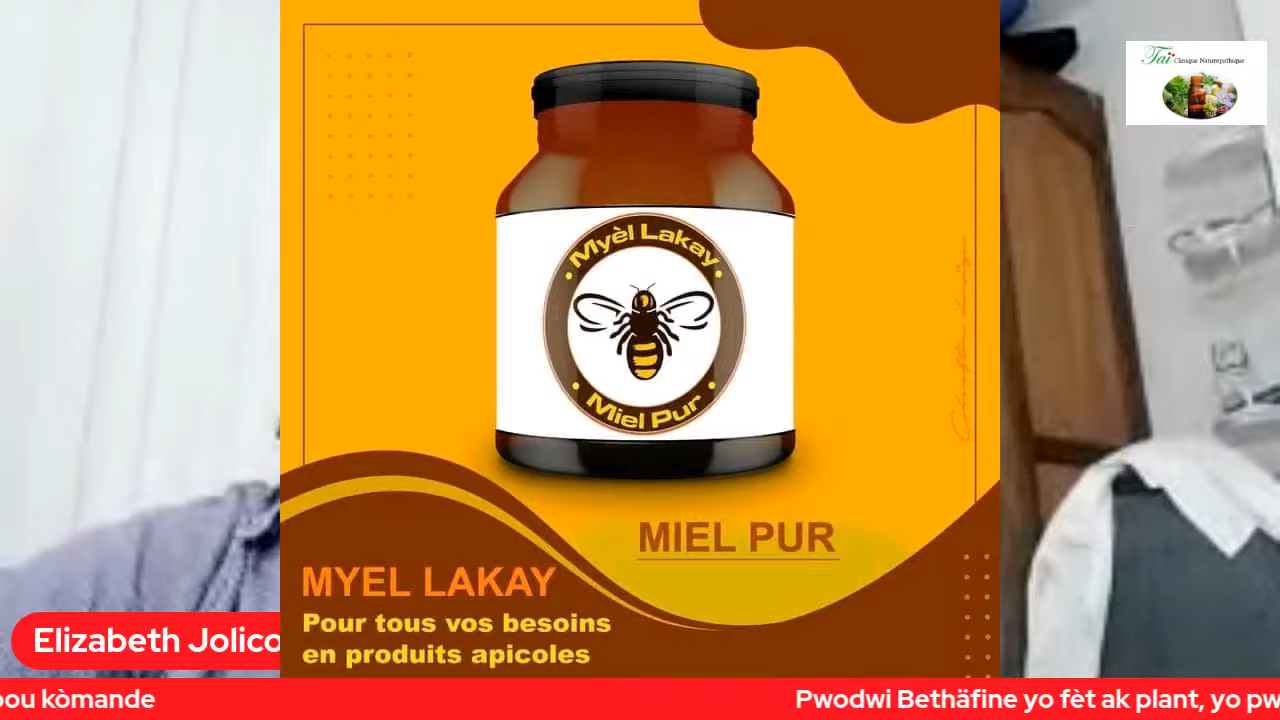 Taï Clinique Naturopathique
Myèl Lakay
Miel Pur
MIEL PUR
MYEL LAKAY
Pour tous vos besoins
en produits apicoles
Elizabeth Jolico
ou kòmande
Pwodwi Bethäfine yo fèt ak plant, yo pw